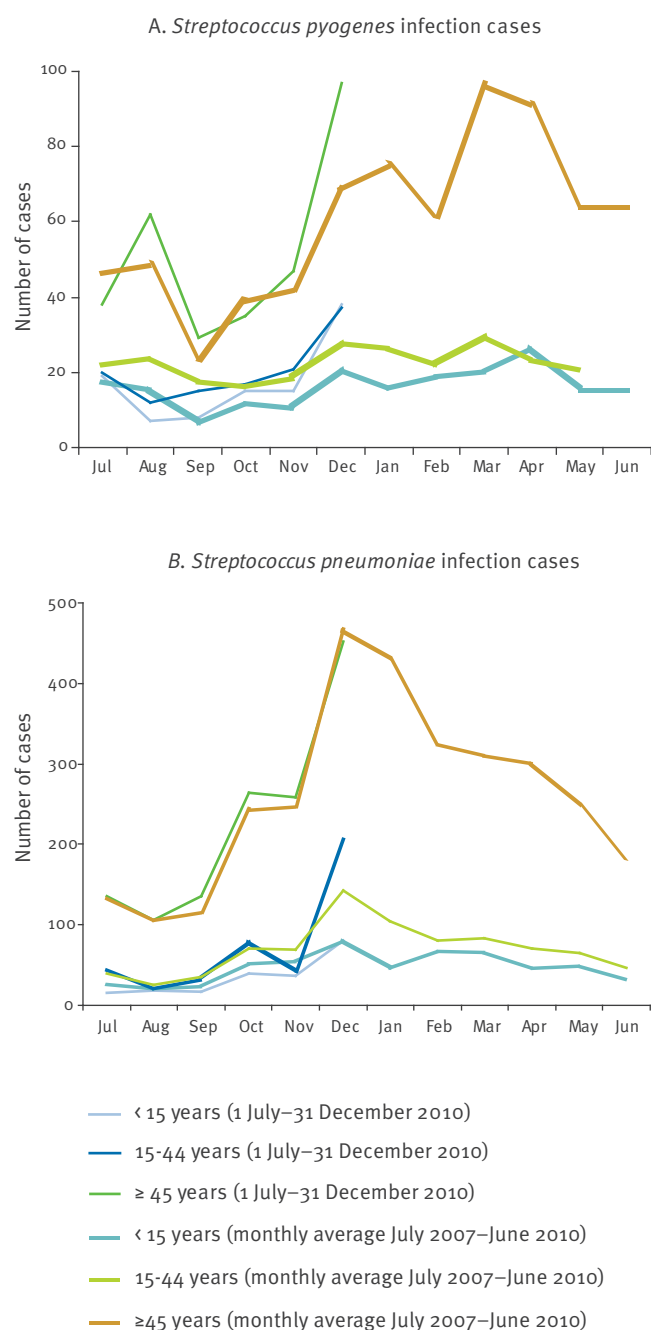 A. Streptococcus pyogenes infection cases
Number of cases
100
80
60
40
20
0
Jul Aug Sep Oct Nov Dec Jan Feb Mar Apr May Jun
B. Streptococcus pneumoniae infection cases
Number of cases
500
400
300
200
100
0
Jul Aug Sep Oct Nov Dec Jan Feb Mar Apr May Jun
< 15 years (1 July–31 December 2010)
15-44 years (1 July–31 December 2010)
≥ 45 years (1 July–31 December 2010)
< 15 years (monthly average July 2007–June 2010)
15-44 years (monthly average July 2007–June 2010)
≥45 years (monthly average July 2007–June 2010)